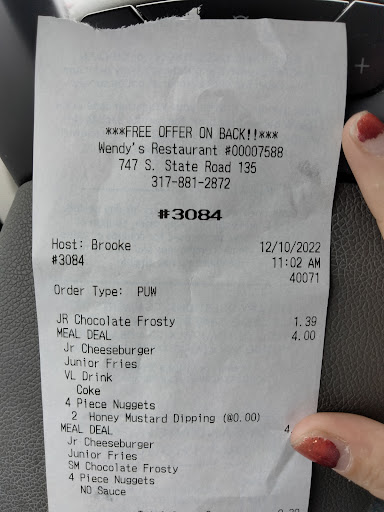 ***FREE OFFER ON BACK!!***
Wendy's Restaurant #00007588
747 S. State Road 135
317-881-2872
#3084
Host: Brooke 12/10/2022
#3084 11:02 AM
40071
Order Type: PUW
JR Chocolate Frosty 1.39
MEAL DEAL 4.00
Jr Cheeseburger
Junior Fries
VL Drink
Coke
4 Piece Nuggets
2 Honey Mustard Dipping (@0.00)
MEAL DEAL 4
Jr Cheeseburger
Junior Fries
SM Chocolate Frosty
4 Piece Nuggets
NO Sauce